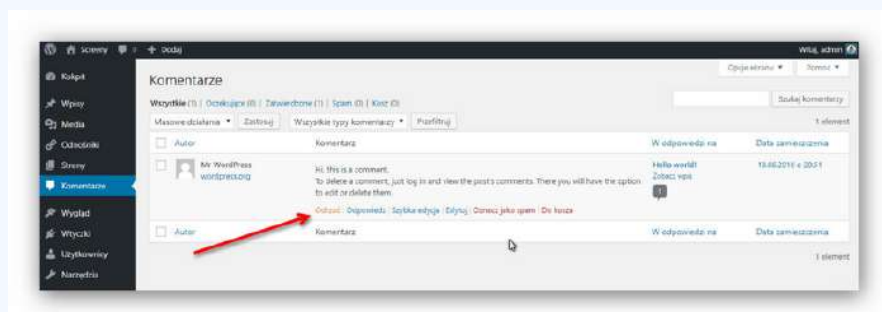 Dodaj
Witaj, admin
Kokpit
Wpisy
Media
Odnośniki
Strony
Komentarze
Wygląd
Wtyczki
Użytkownicy
Narzędzia
Opcje ekranu Pomoc
Komentarze
Wszystkie (1) | Oczekujące (0) | Zatwierdzone (1) | Spam (0) | Kosz (0)
Szukaj komentarzy
Masowe działania Zastosuj Wszystkie typy komentarzy Przefiltruj
1 element
Autor Komentarz W odpowiedzi na Data zamieszczenia
Mr WordPress
wordpress.org
Hi, this is a comment.
To delete a comment, just log in and view the post's comments. There you will have the option
to edit or delete them.
Odrzuć | Odpowiedz | Szybka edycja | Edytuj | Oznacz jako spam | Do kosza
Hello world!
Zobacz wpis
1
Autor Komentarz W odpowiedzi na Data zamieszczenia
1 element